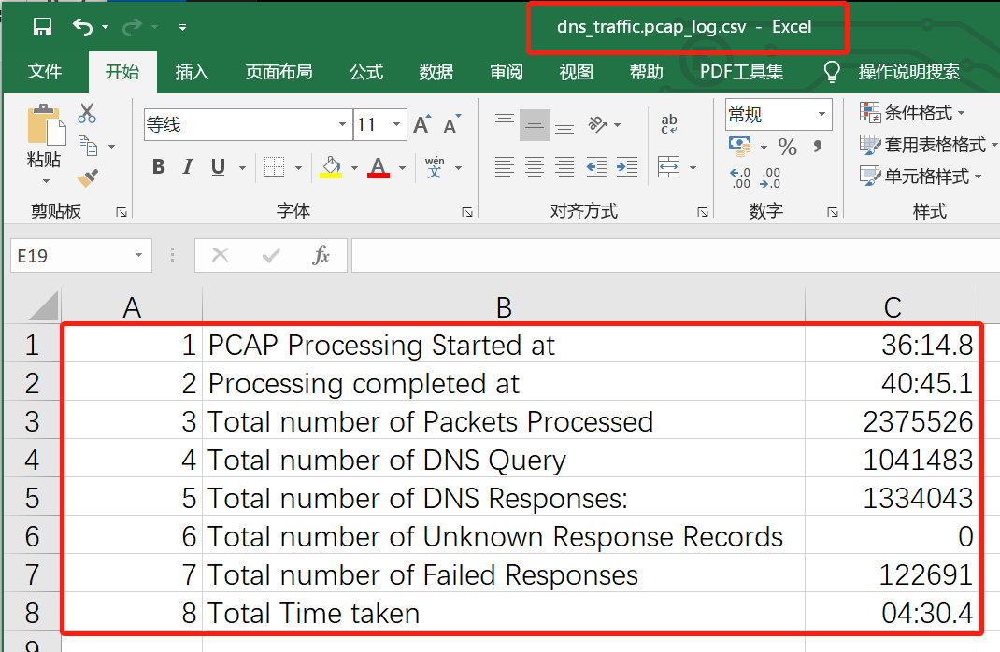 dns_traffic.pcap_log.csv - Excel
文件 开始 插入 页面布局 公式 数据 审阅 视图 帮助 PDF工具集 操作说明搜索
粘贴
等线 11 A A
B I U A wén 文
ab c
常规
% ,
←.0 .00 .00 →.0
条件格式
套用表格格式
单元格样式
剪贴板 字体 对齐方式 数字 样式
E19 fx
A B C
1 1 PCAP Processing Started at 36:14.8
2 2 Processing completed at 40:45.1
3 3 Total number of Packets Processed 2375526
4 4 Total number of DNS Query 1041483
5 5 Total number of DNS Responses: 1334043
6 6 Total number of Unknown Response Records 0
7 7 Total number of Failed Responses 122691
8 8 Total Time taken 04:30.4
9